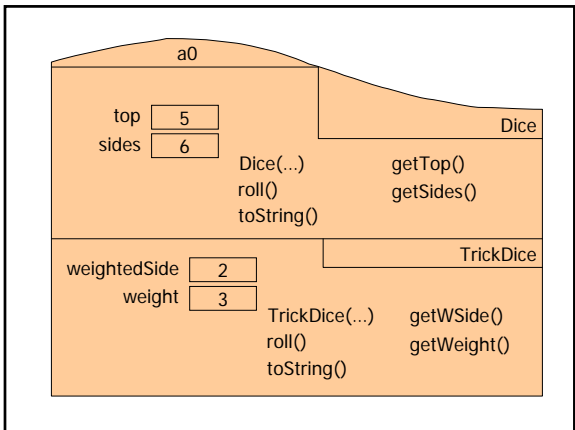 a0
Dice
top 5
sides 6
Dice(...) getTop()
roll() getSides()
toString()
TrickDice
weightedSide 2
weight 3
TrickDice(...) getWSide()
roll() getWeight()
toString()